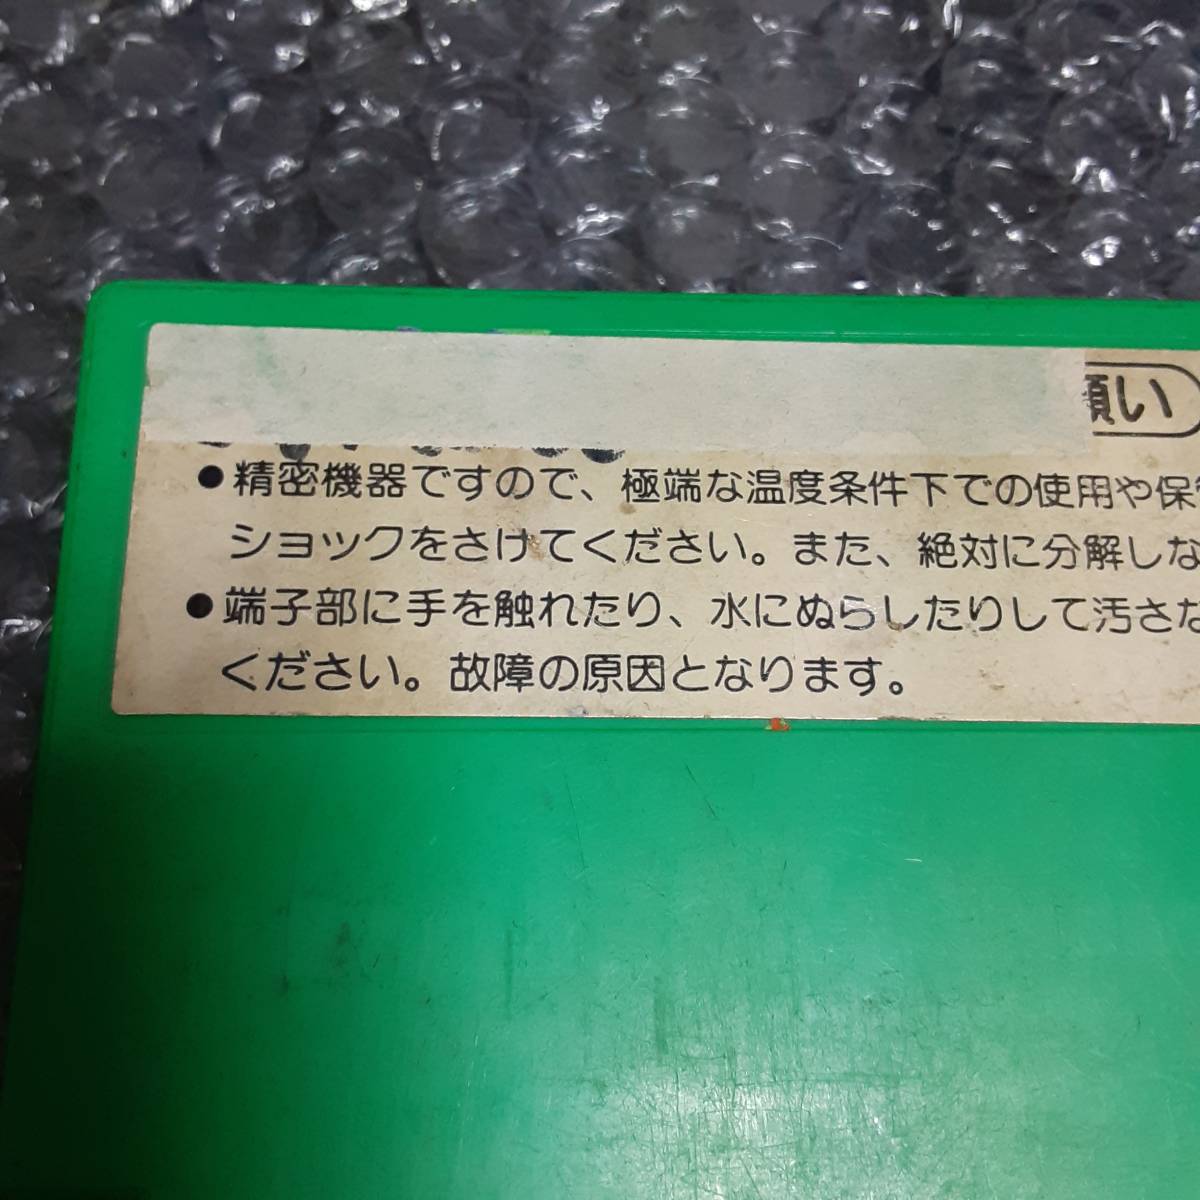 願い
●精密機器ですので、極端な温度条件下での使用や保管
ショックをさけてください。また、絶対に分解しな
●端子部に手を触れたり、水にぬらしたりして汚さな
ください。故障の原因となります。